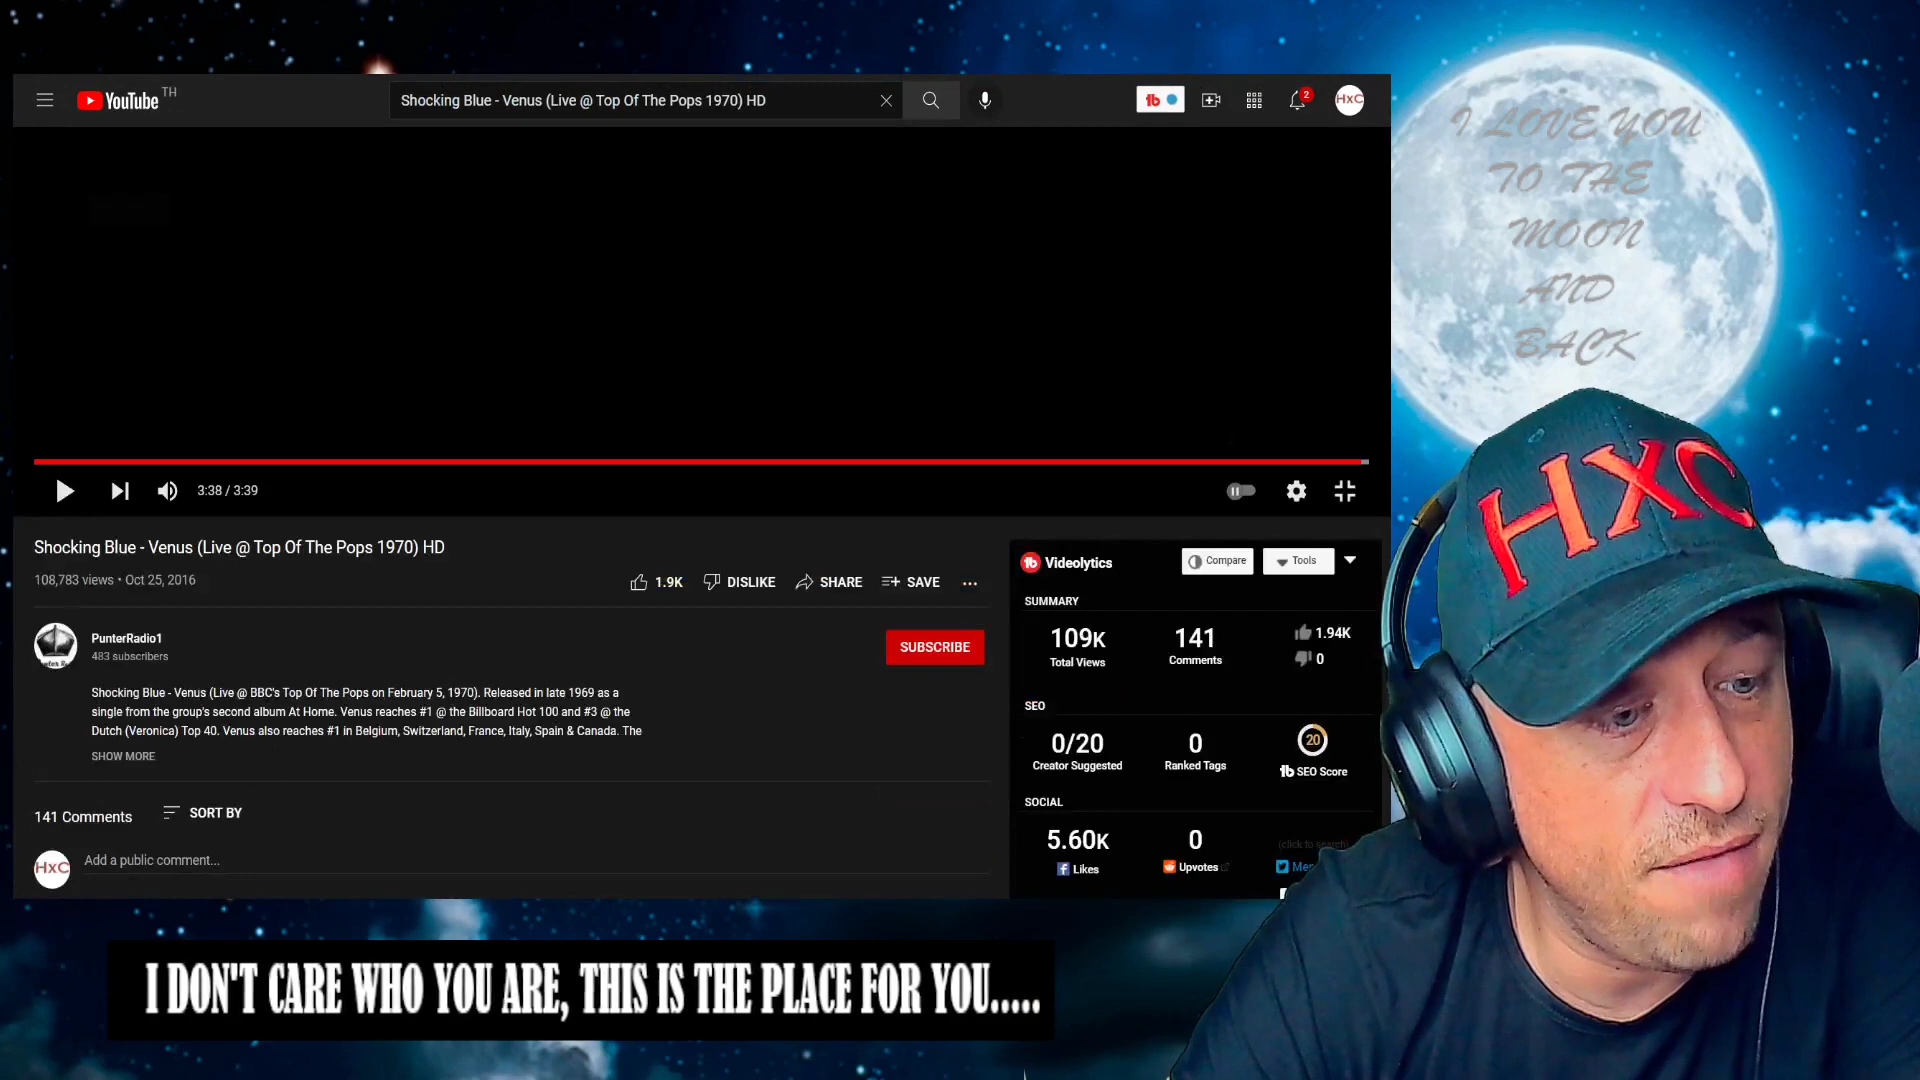 YouTube TH
Shocking Blue - Venus (Live @ Top Of The Pops 1970) HD
2
HxC
I LOVE YOU
TO THE
MOON
AND
BACK
HXC
3:38 / 3:39
Shocking Blue - Venus (Live @ Top Of The Pops 1970) HD
108,783 views • Oct 25, 2016
1.9K DISLIKE SHARE SAVE ...
PunterRadio1
483 subscribers
SUBSCRIBE
Shocking Blue - Venus (Live @ BBC's Top Of The Pops on February 5, 1970). Released in late 1969 as a
single from the group's second album At Home. Venus reaches #1 @ the Billboard Hot 100 and #3 @ the
Dutch (Veronica) Top 40. Venus also reaches #1 in Belgium, Switzerland, France, Italy, Spain & Canada. The
SHOW MORE
141 Comments SORT BY
HxC
Add a public comment...
Videolytics Compare Tools
SUMMARY
109K 141 1.94K
Total Views Comments 0
SEO
0/20 0 20
Creator Suggested Ranked Tags SEO Score
SOCIAL
5.60K 0 (click to search)
Likes Upvotes
I DON'T CARE WHO YOU ARE, THIS IS THE PLACE FOR YOU.....